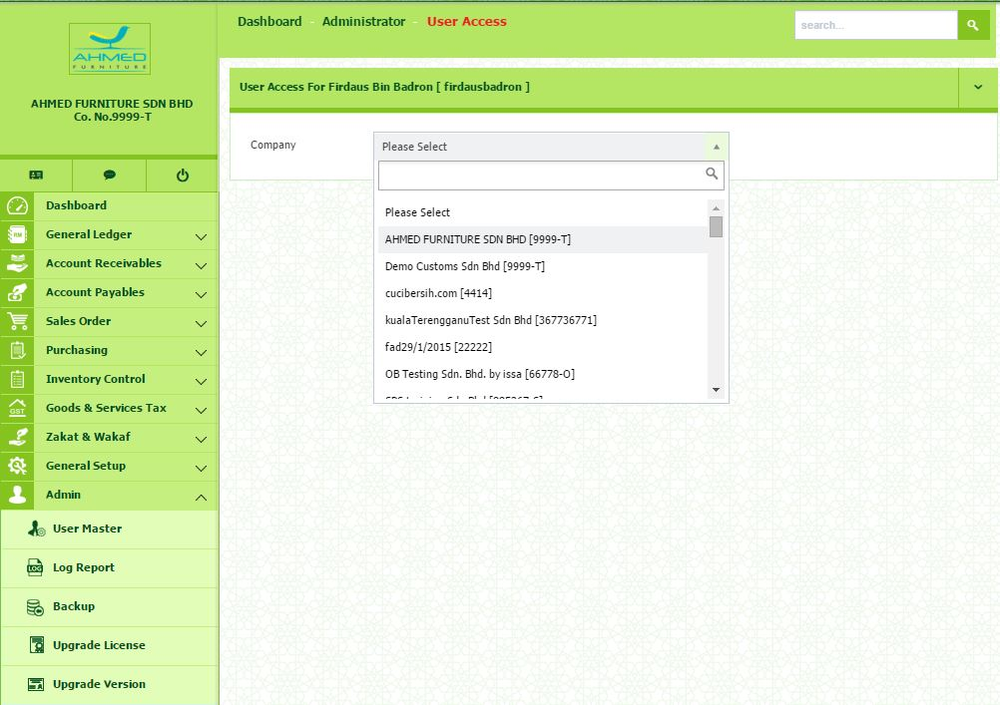 Dashboard - Administrator - User Access
search...
AHMED
FURNITURE
AHMED FURNITURE SDN BHD
Co. No.9999-T
Dashboard
RM
General Ledger
Account Receivables
Account Payables
Sales Order
Purchasing
Inventory Control
GST
Goods & Services Tax
Zakat & Wakaf
General Setup
Admin
User Master
LOG
Log Report
Backup
Upgrade License
Upgrade Version
User Access For Firdaus Bin Badron [ firdausbadron ]
Company
Please Select
Please Select
AHMED FURNITURE SDN BHD [9999-T]
Demo Customs Sdn Bhd [9999-T]
cucibersih.com [4414]
kualaTerengganuTest Sdn Bhd [367736771]
fad29/1/2015 [22222]
OB Testing Sdn. Bhd. by issa [66778-O]